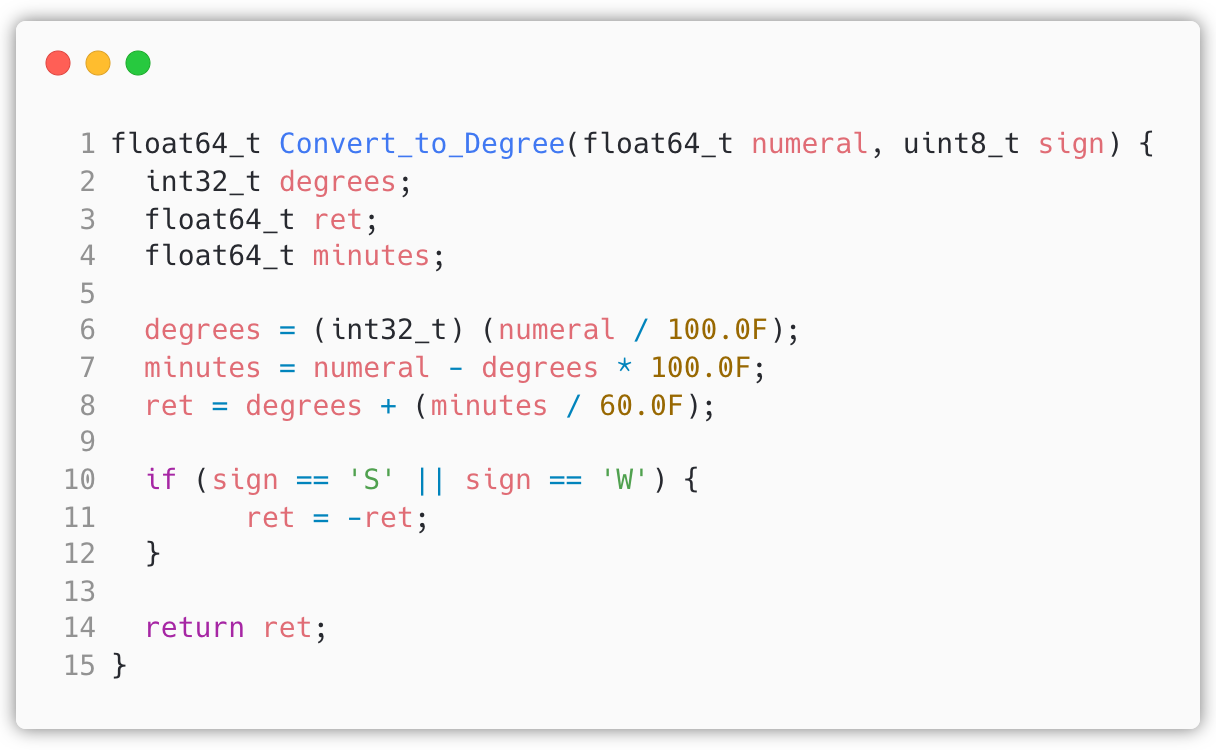 1 float64_t Convert_to_Degree(float64_t numeral, uint8_t sign) {
2   int32_t degrees;
3   float64_t ret;
4   float64_t minutes;
5
6   degrees = (int32_t) (numeral / 100.0F);
7   minutes = numeral - degrees * 100.0F;
8   ret = degrees + (minutes / 60.0F);
9
10   if (sign == 'S' || sign == 'W') {
11         ret = -ret;
12   }
13
14   return ret;
15 }